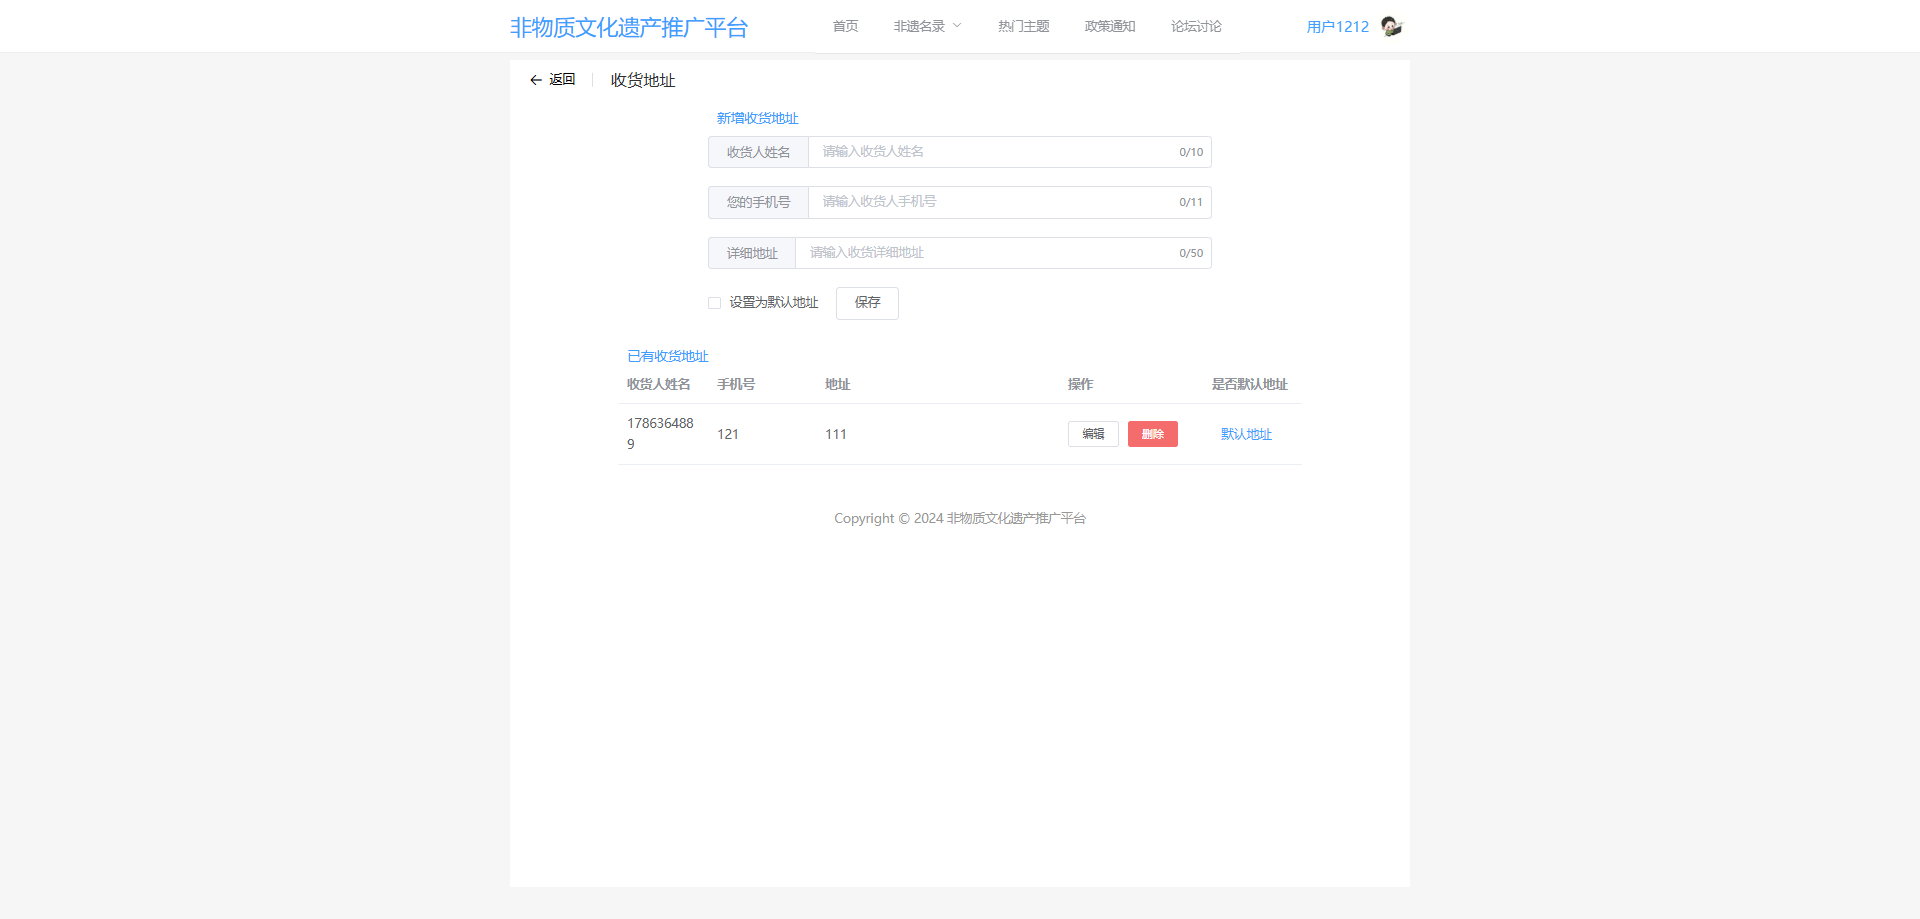 非物质文化遗产推广平台 首页 非遗名录 热门主题 政策通知 论坛讨论 用户1212
返回 收货地址
新增收货地址
收货人姓名 请输入收货人姓名 0/10
您的手机号 请输入收货人手机号 0/11
详细地址 请输入收货详细地址 0/50
设置为默认地址 保存
已有收货地址
收货人姓名 手机号 地址 操作 是否默认地址
178636488
9 121 111 编辑 删除 默认地址
Copyright © 2024 非物质文化遗产推广平台